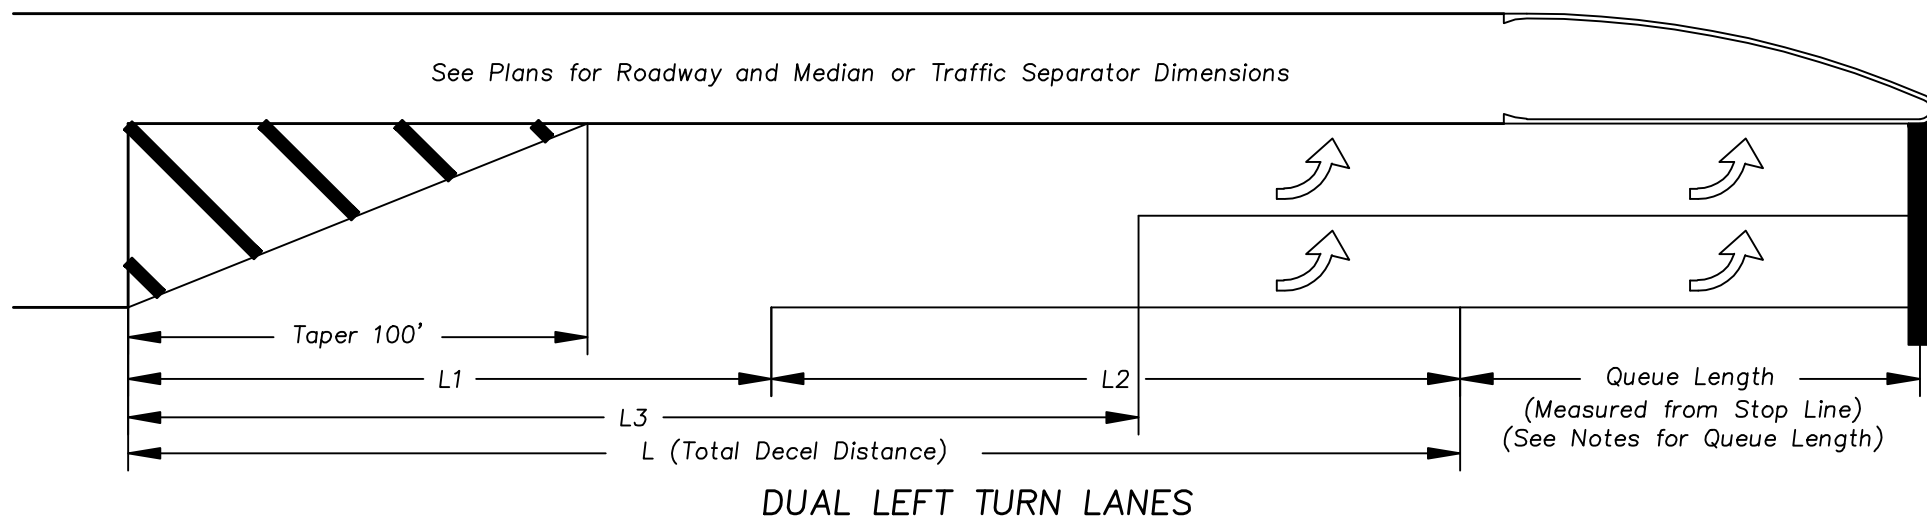 See Plans for Roadway and Median or Traffic Separator Dimensions
Taper 100'
L1
L2
Queue Length
(Measured from Stop Line)
(See Notes for Queue Length)
L3
L (Total Decel Distance)
DUAL LEFT TURN LANES